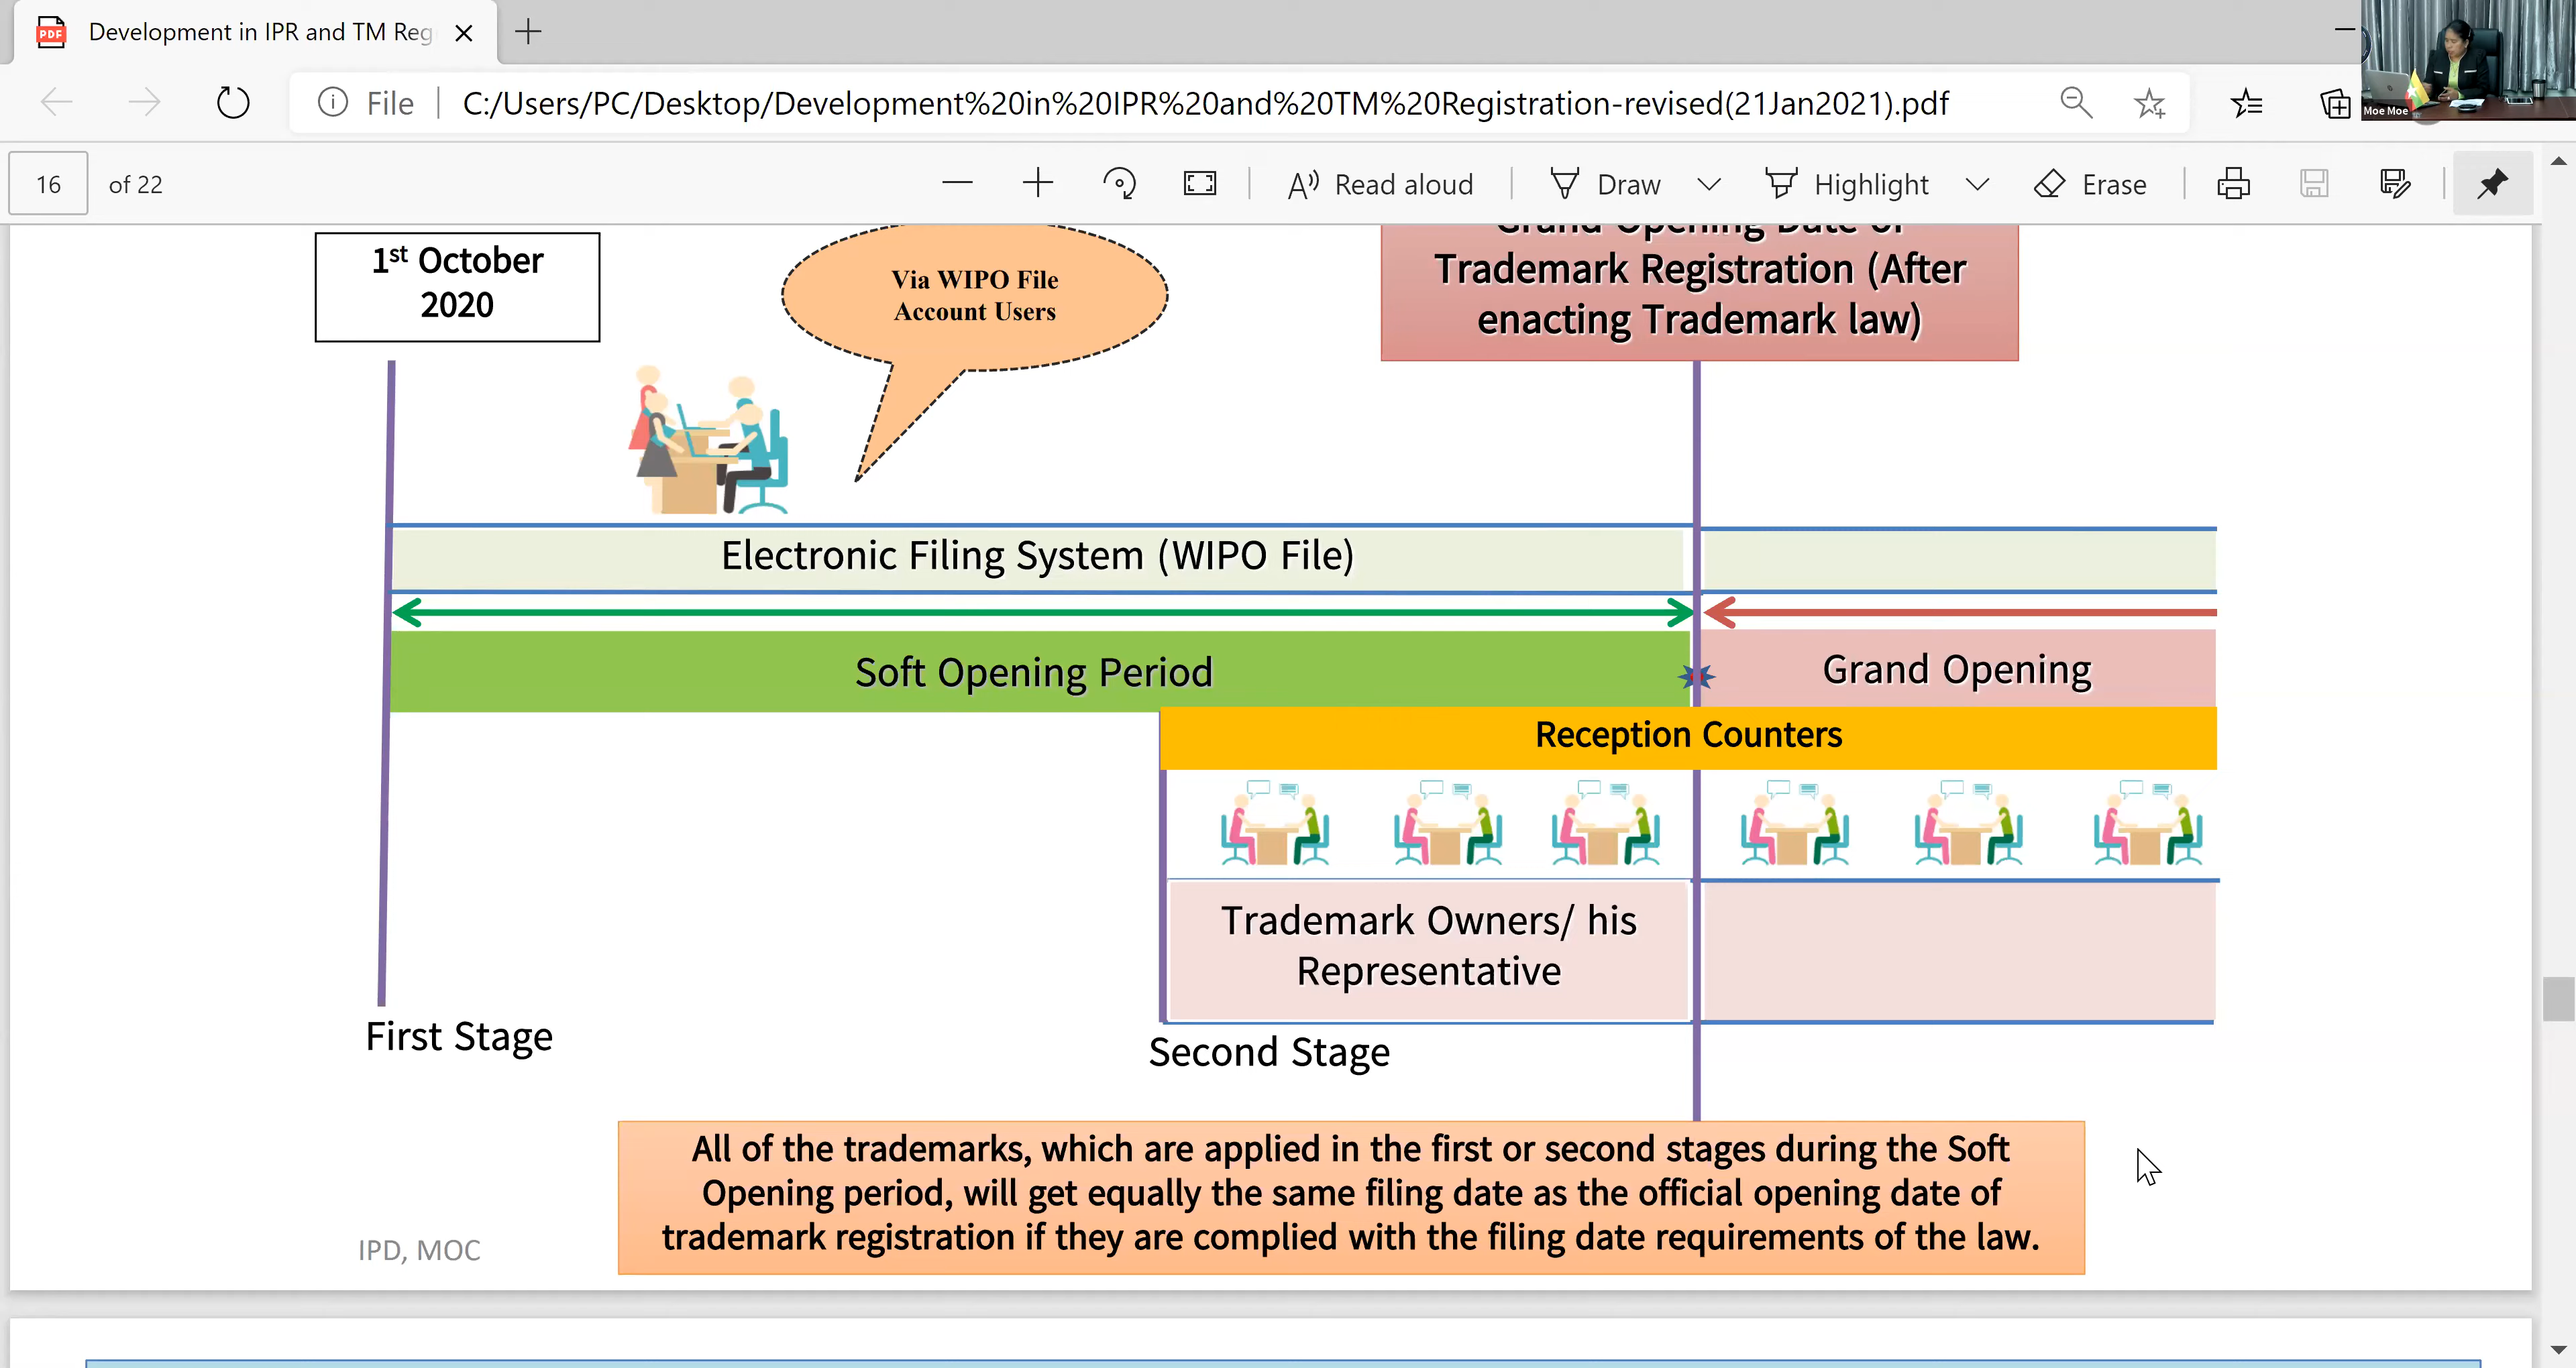 Development in IPR and TM Reg
File
C:/Users/PC/Desktop/Development%20in%20IPR%20and%20TM%20Registration-revised(21Jan2021).pdf
Moe Moe
16 of 22
Read aloud
Draw
Highlight
Erase
1st October
2020
Via WIPO File
Account Users
Grand Opening Date of
Trademark Registration (After
enacting Trademark law)
Electronic Filing System (WIPO File)
Soft Opening Period
Grand Opening
Reception Counters
Trademark Owners/ his
Representative
First Stage
Second Stage
All of the trademarks, which are applied in the first or second stages during the Soft
Opening period, will get equally the same filing date as the official opening date of
trademark registration if they are complied with the filing date requirements of the law.
IPD, MOC